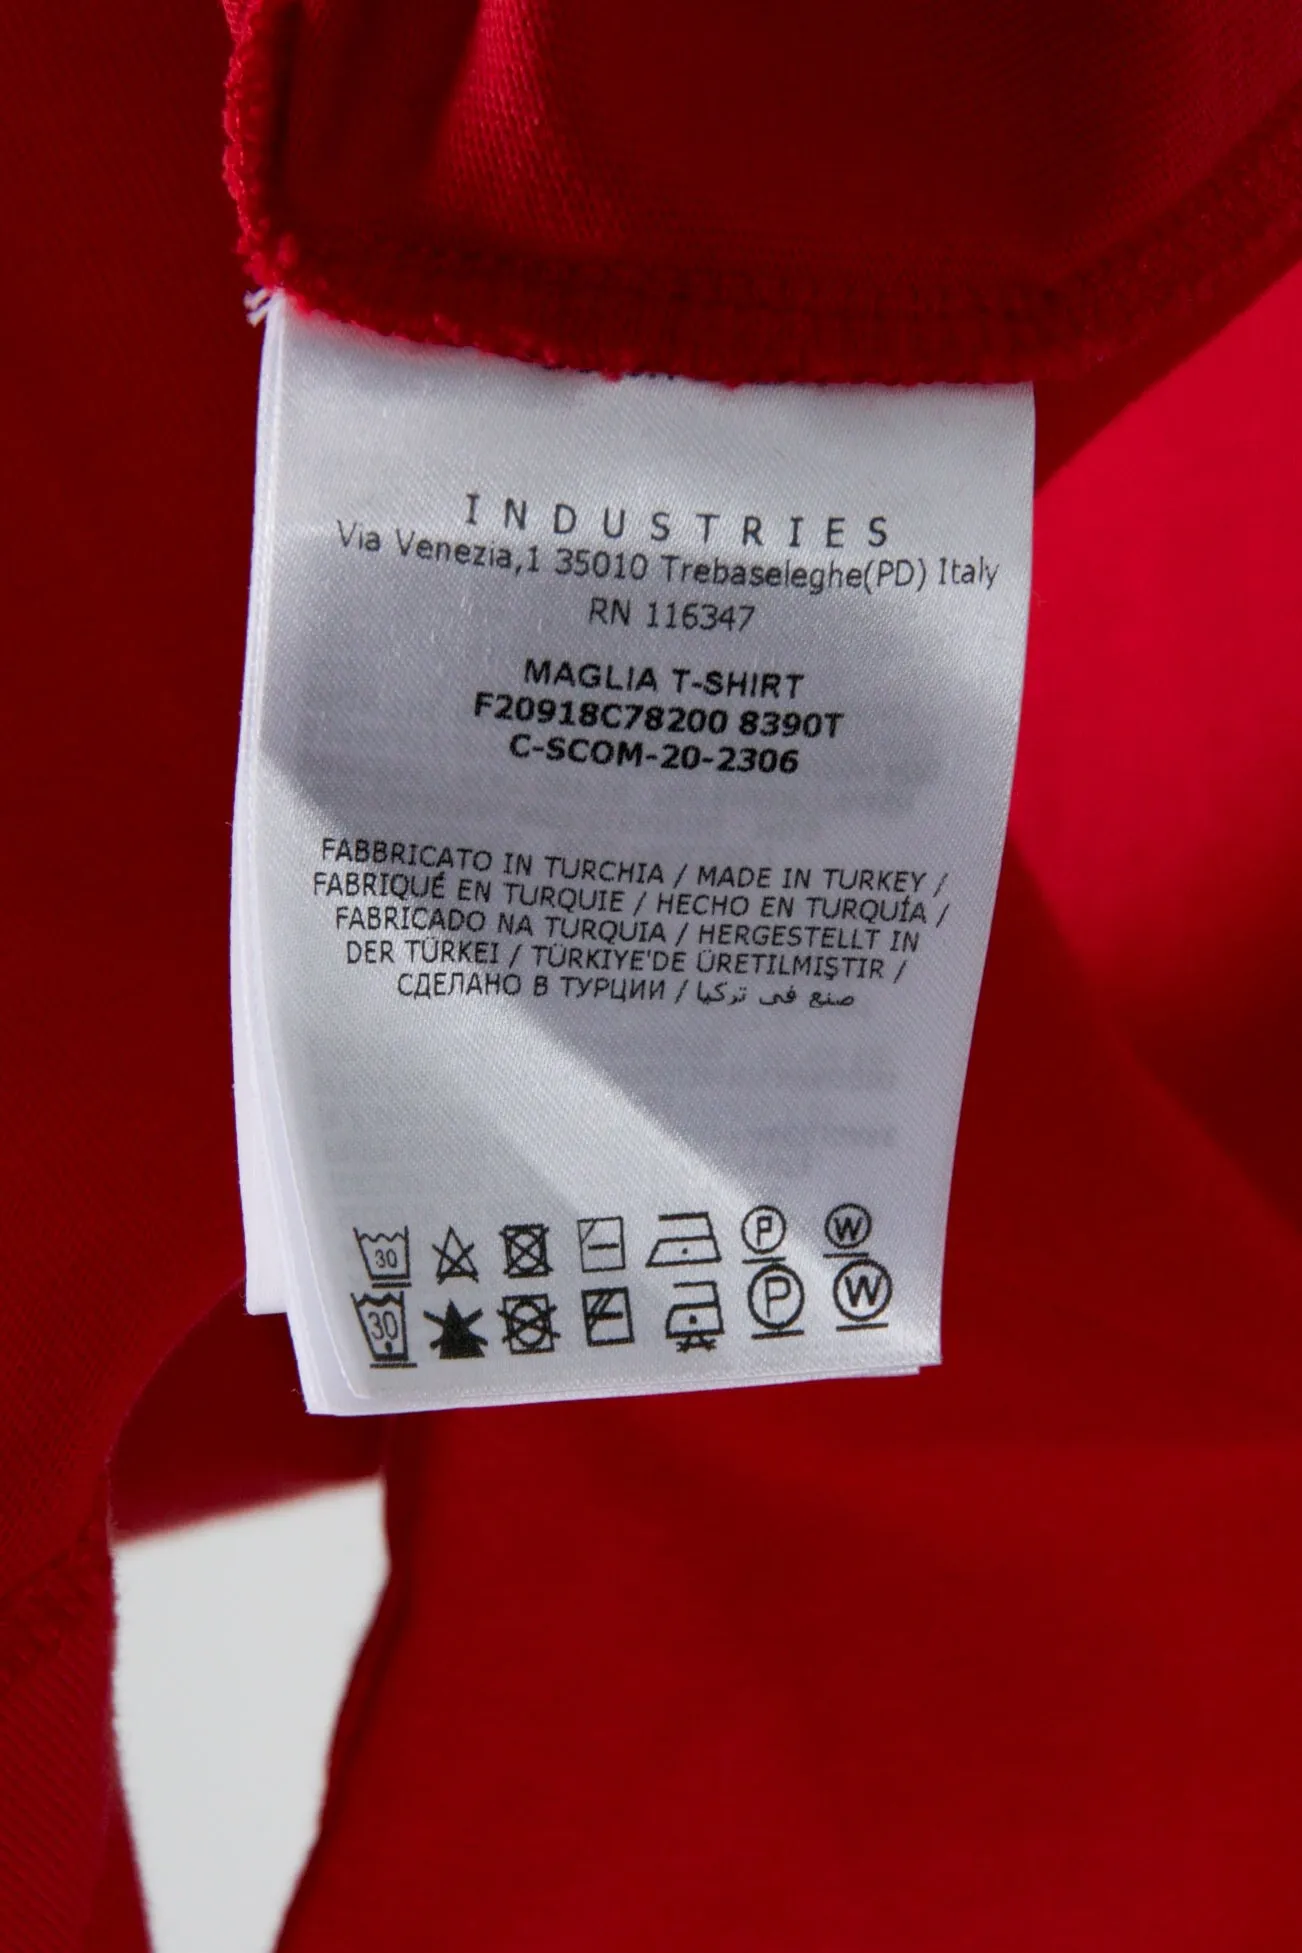 INDUSTRIES
Via Venezia,1 35010 Trebaseleghe(PD) Italy
RN 116347
MAGLIA T-SHIRT
F20918C78200 8390T
C-SCOM-20-2306
FABBRICATO IN TURCHIA / MADE IN TURKEY /
FABRIQUÉ EN TURQUIE / HECHO EN TURQUÍA /
FABRICADO NA TURQUIA / HERGESTELLT IN
DER TÜRKEI / TÜRKIYE'DE ÜRETILMIŞTIR /
СДЕЛАНО В ТУРЦИИ / صنع في تركيا
30 P W
30 P W